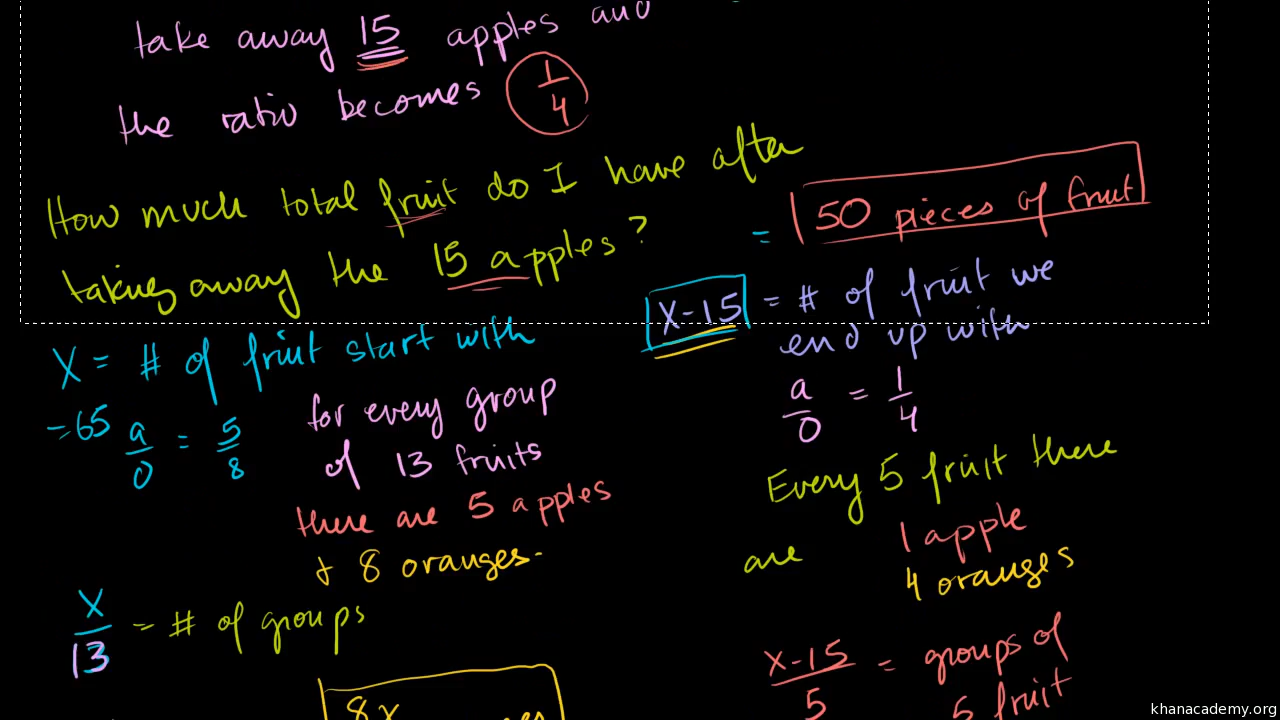 take away 15 apples and
the ratio becomes 1/4
How much total fruit do I have after
taking away the 15 apples?
= 50 pieces of fruit
x-15 = # of fruit we
end up with
X = # of fruit start with
=65
a/o = 5/8
for every group
of 13 fruits
there are 5 apples
+ 8 oranges.
x/13 = # of groups
8x
a/o = 1/4
Every 5 fruit there
are
1 apple
4 oranges
x-15/5 = groups of
5 fruit
khanacademy.org